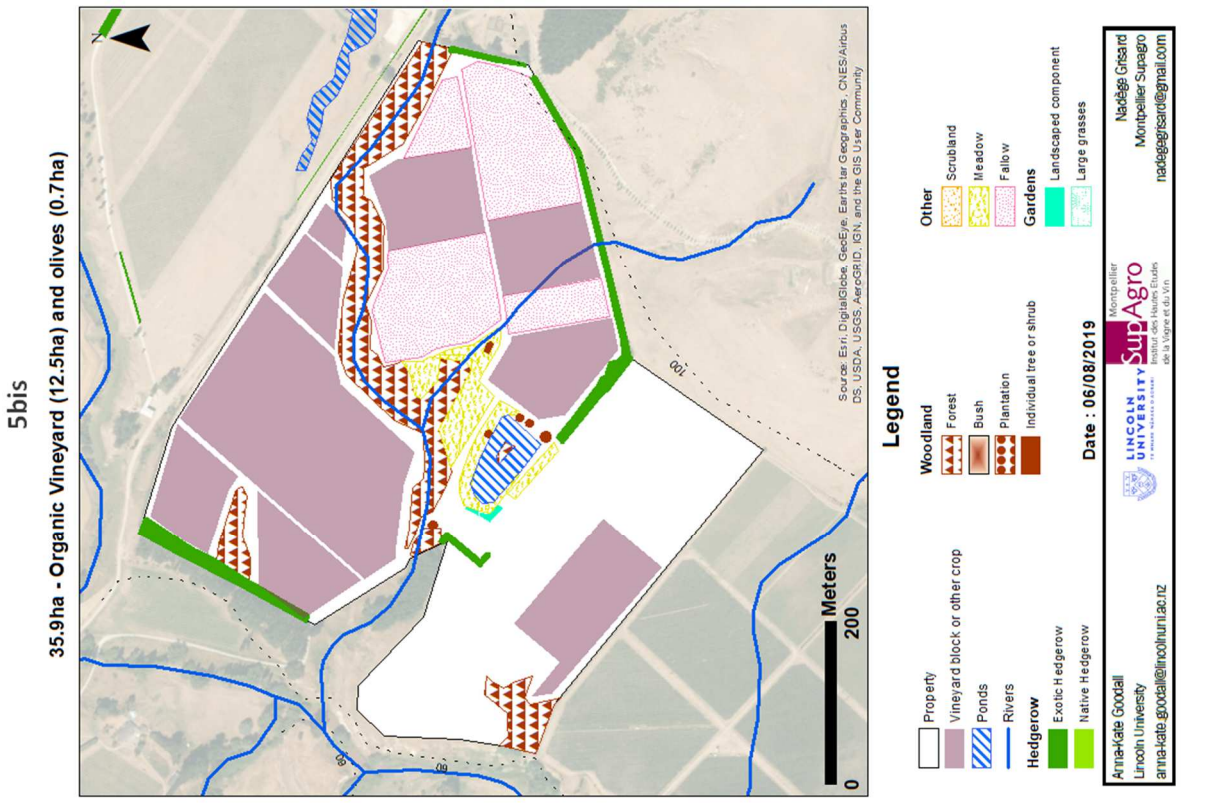 5bis
35.9ha - Organic Vineyard (12.5ha) and olives (0.7ha)
N
100
80
80
Source: Esri, DigitalGlobe, GeoEye, Earthstar Geographics, CNES/Airbus
DS, USDA, USGS, AeroGRID, IGN, and the GIS User Community
0
200
Meters
Legend
Property
Vineyard block or other crop
Ponds
Rivers
Hedgerow
Exotic Hedgerow
Native Hedgerow
Woodland
Forest
Bush
Plantation
Individual tree or shrub
Other
Scrubland
Meadow
Fallow
Gardens
Landscaped component
Large grasses
Date : 06/08/2019
Anna-Kate Goodall
Lincoln University
anna-kate.goodall@lincolnuni.ac.nz
LINCOLN
UNIVERSITY
Montpellier
SupAgro
Institut des Hautes Etudes
de la Vigne et du Vin
Nadège Grisard
Montpellier Supagro
nadegegrisard@gmail.com